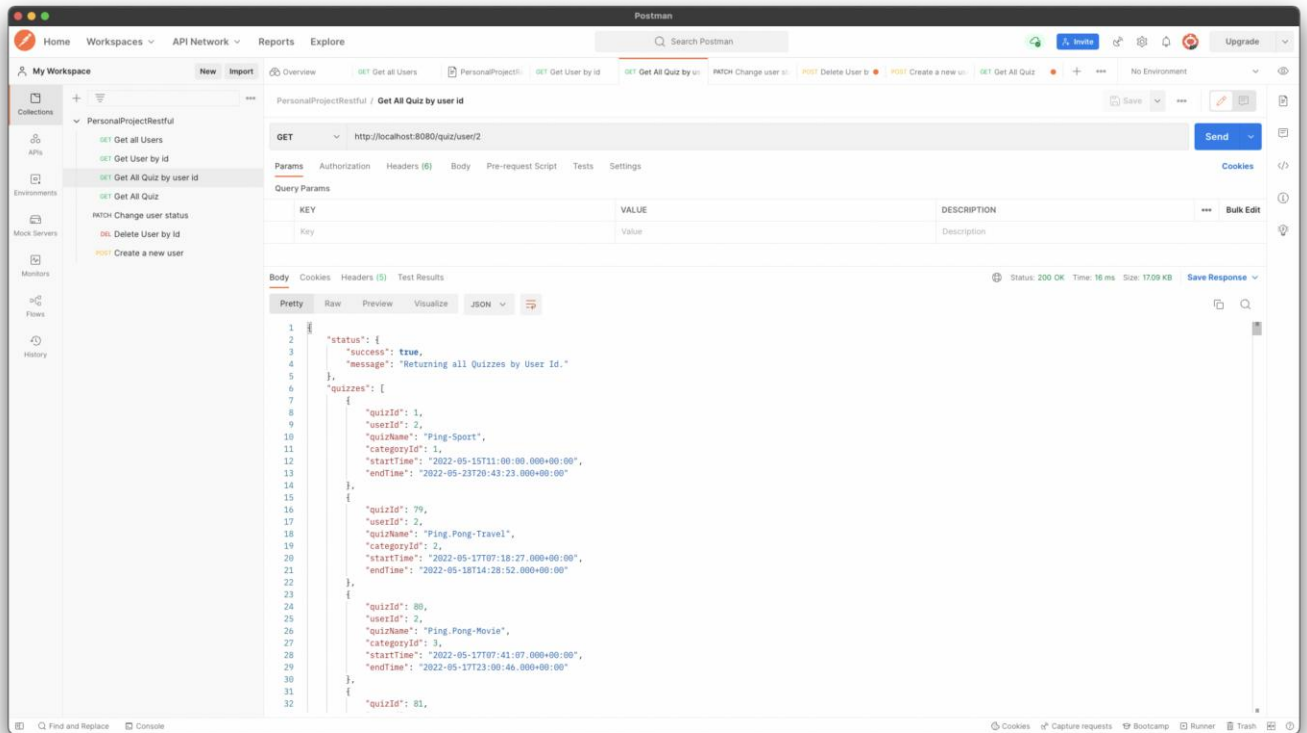 Postman
Home Workspaces API Network Reports Explore
Search Postman
Invite
Upgrade
My Workspace
New Import
Overview
GET Get all Users
PersonalProjectR
GET Get User by id
GET Get All Quiz by us
PATCH Change user st
POST Delete User b
POST Create a new us
GET Get All Quiz
No Environment
Collections
APIs
Environments
Mock Servers
Monitors
Flows
History
PersonalProjectRestful
GET Get all Users
GET Get User by id
GET Get All Quiz by user id
GET Get All Quiz
PATCH Change user status
DEL Delete User by Id
POST Create a new user
PersonalProjectRestful / Get All Quiz by user id
Save
GET http://localhost:8080/quiz/user/2
Send
Params Authorization Headers (6) Body Pre-request Script Tests Settings
Cookies
Query Params
KEY VALUE DESCRIPTION
Bulk Edit
Key Value Description
Body Cookies Headers (5) Test Results
Status: 200 OK Time: 16 ms Size: 17.09 KB Save Response
Pretty Raw Preview Visualize JSON
1 {
2 "status": {
3 "success": true,
4 "message": "Returning all Quizzes by User Id."
5 },
6 "quizzes": [
7 {
8 "quizId": 1,
9 "userId": 2,
10 "quizName": "Ping-Sport",
11 "categoryId": 1,
12 "startTime": "2022-05-15T11:00:00.000+00:00",
13 "endTime": "2022-05-23T20:43:23.000+00:00"
14 },
15 {
16 "quizId": 79,
17 "userId": 2,
18 "quizName": "Ping.Pong-Travel",
19 "categoryId": 2,
20 "startTime": "2022-05-17T07:18:27.000+00:00",
21 "endTime": "2022-05-18T14:28:52.000+00:00"
22 },
23 {
24 "quizId": 80,
25 "userId": 2,
26 "quizName": "Ping.Pong-Movie",
27 "categoryId": 3,
28 "startTime": "2022-05-17T07:41:07.000+00:00",
29 "endTime": "2022-05-17T23:00:46.000+00:00"
30 },
31 {
32 "quizId": 81,
Find and Replace Console
Cookies Capture requests Bootcamp Runner Trash